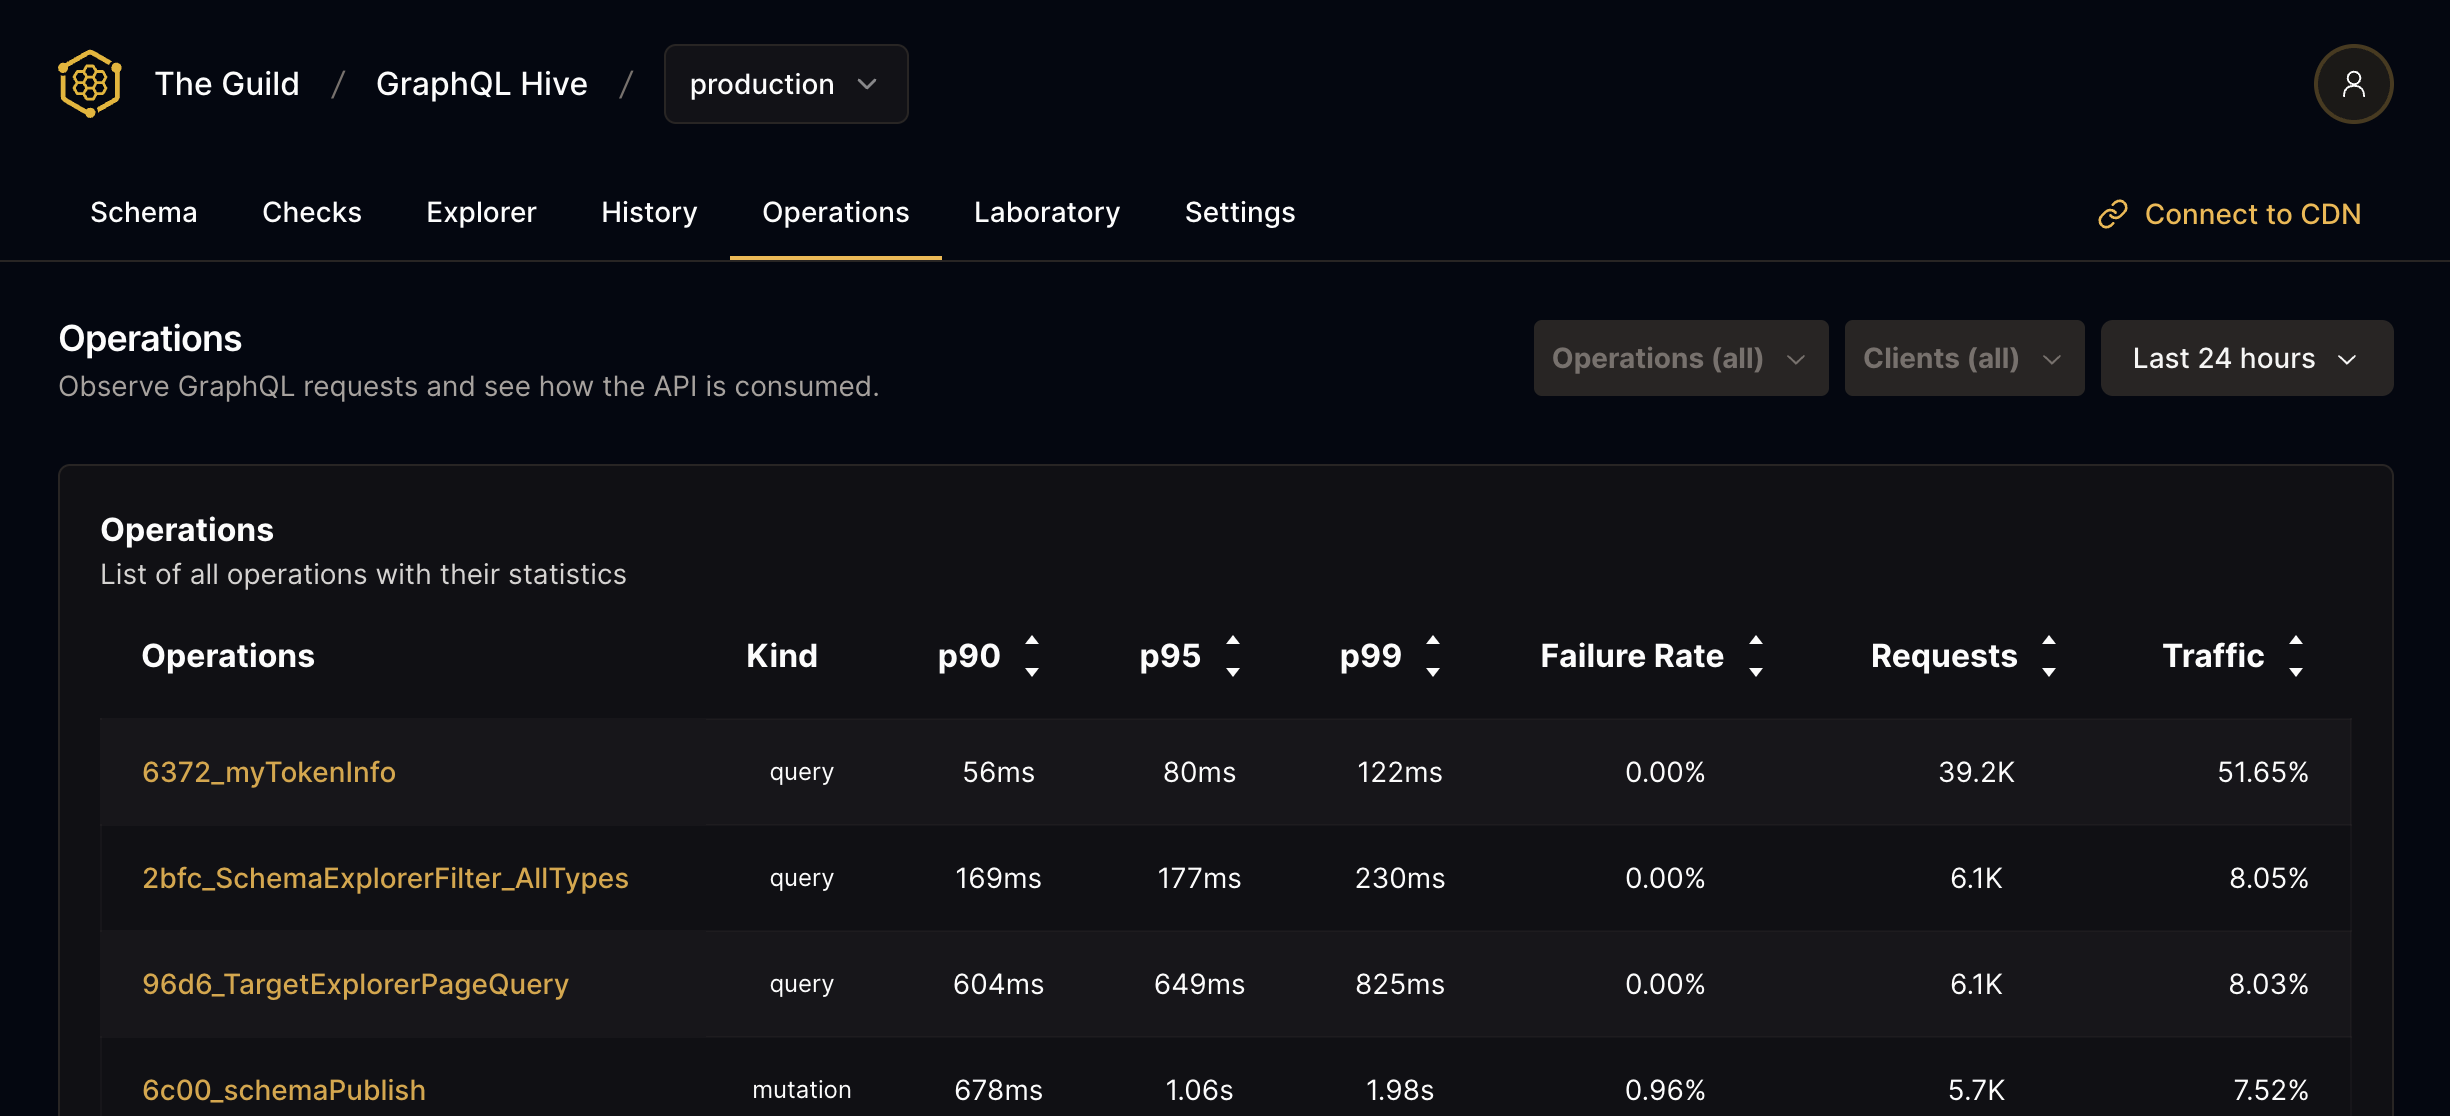 The Guild / GraphQL Hive / production
Schema Checks Explorer History Operations Laboratory Settings Connect to CDN
Operations
Observe GraphQL requests and see how the API is consumed.
Operations (all) Clients (all) Last 24 hours
Operations
List of all operations with their statistics
Operations Kind p90 p95 p99 Failure Rate Requests Traffic
6372_myTokenInfo query 56ms 80ms 122ms 0.00% 39.2K 51.65%
2bfc_SchemaExplorerFilter_AllTypes query 169ms 177ms 230ms 0.00% 6.1K 8.05%
96d6_TargetExplorerPageQuery query 604ms 649ms 825ms 0.00% 6.1K 8.03%
6c00_schemaPublish mutation 678ms 1.06s 1.98s 0.96% 5.7K 7.52%